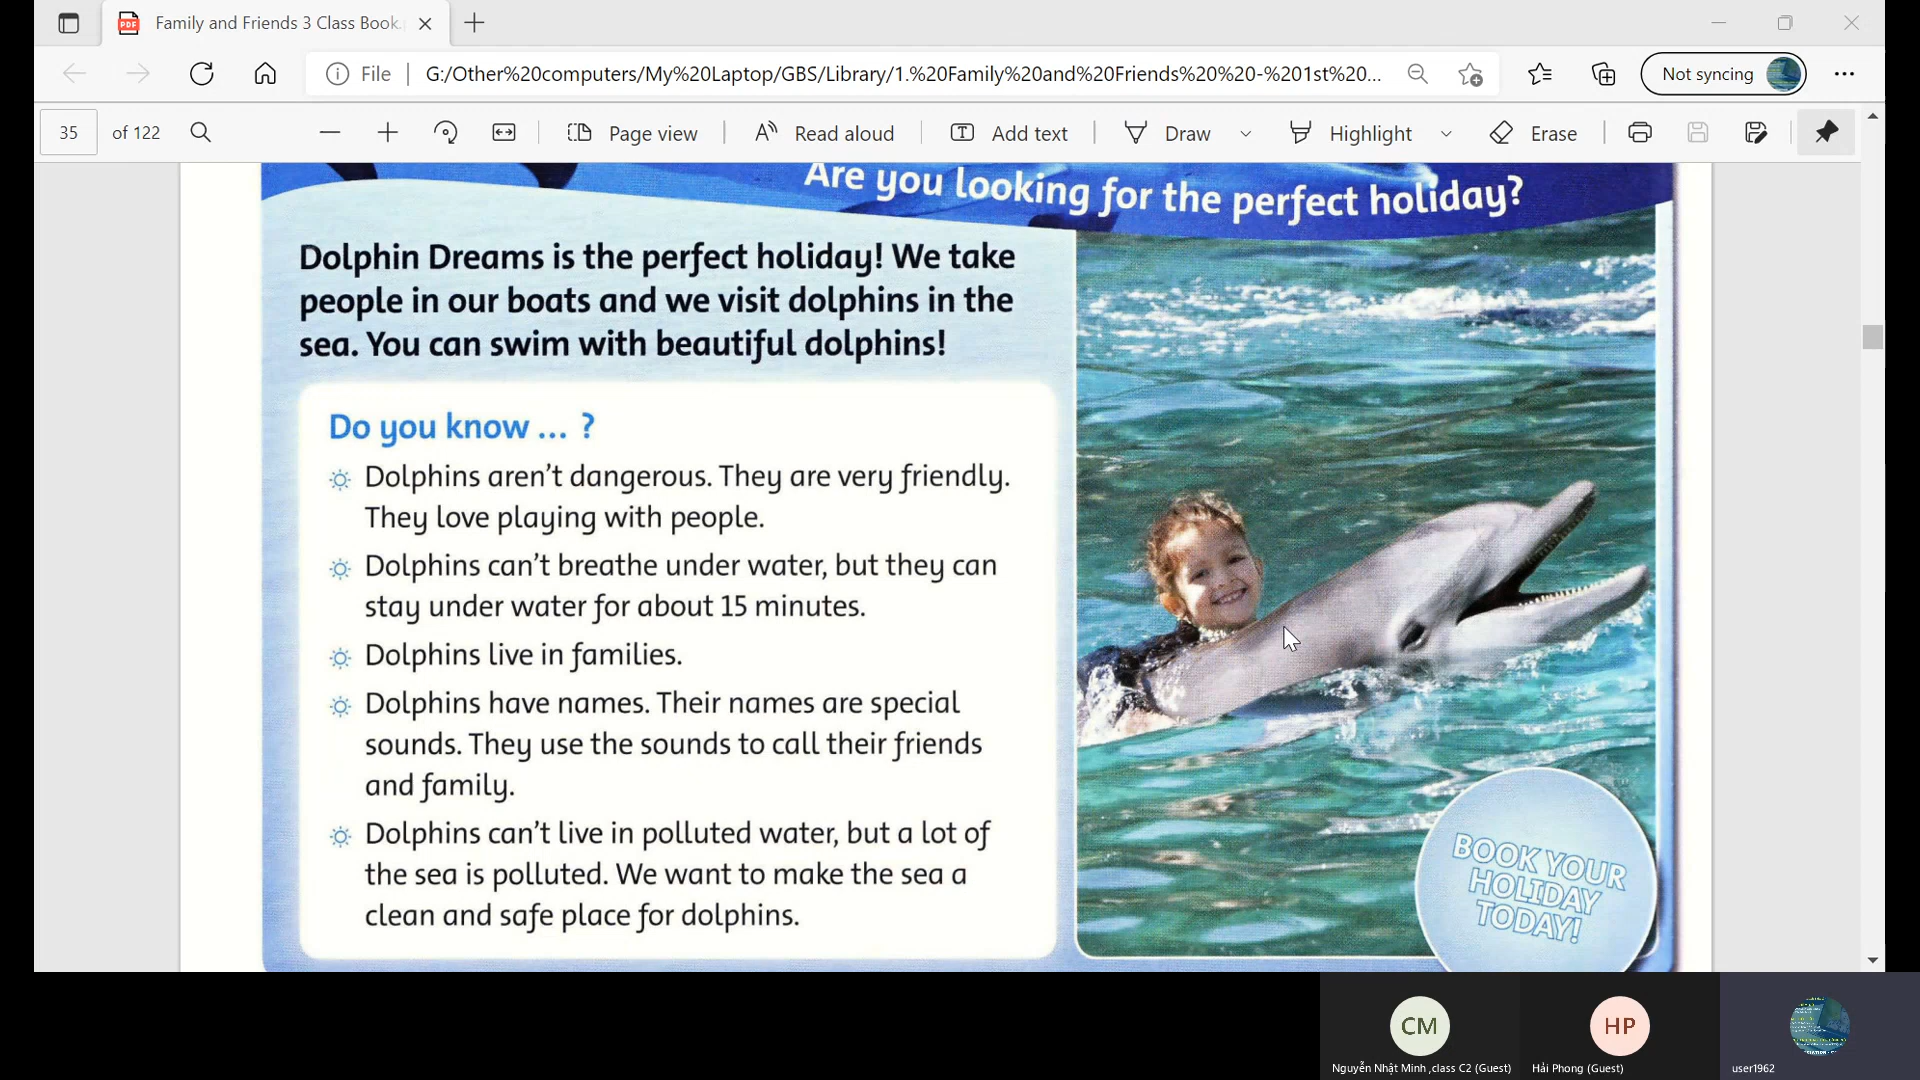 Family and Friends 3 Class Book.
File
G:/Other%20computers/My%20Laptop/GBS/Library/1.%20Family%20and%20Friends%20%20-%201st%20...
Not syncing
35
of 122
Page view
Read aloud
Add text
Draw
Highlight
Erase
Are you looking for the perfect holiday?
Dolphin Dreams is the perfect holiday! We take
people in our boats and we visit dolphins in the
sea. You can swim with beautiful dolphins!
Do you know ... ?
Dolphins aren't dangerous. They are very friendly.
They love playing with people.
Dolphins can't breathe under water, but they can
stay under water for about 15 minutes.
Dolphins live in families.
Dolphins have names. Their names are special
sounds. They use the sounds to call their friends
and family.
Dolphins can't live in polluted water, but a lot of
the sea is polluted. We want to make the sea a
clean and safe place for dolphins.
BOOK YOUR
HOLIDAY
TODAY!
CM
HP
Nguyễn Nhật Minh ,class C2 (Guest)
Hải Phong (Guest)
user1962